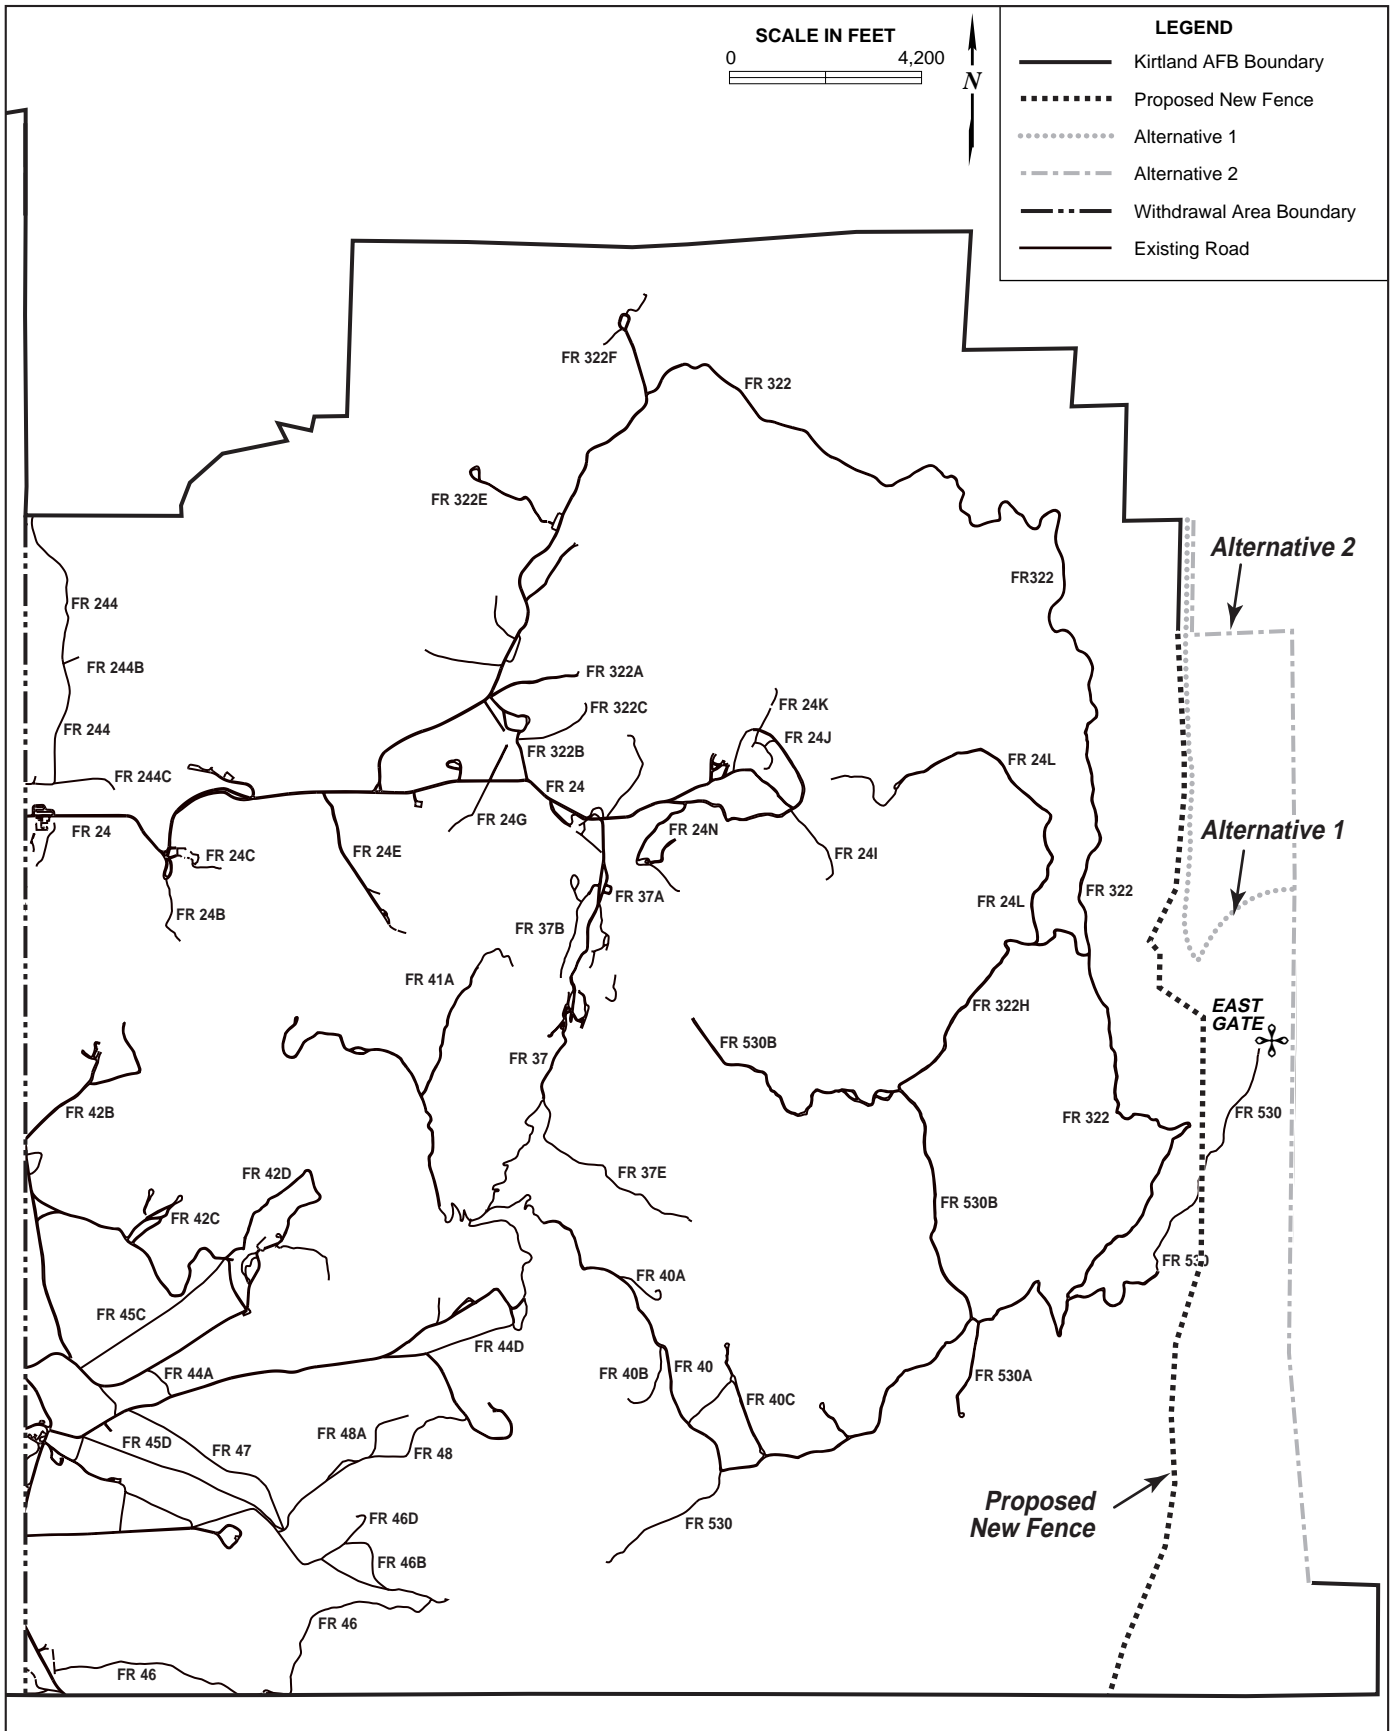 SCALE IN FEET
0
4,200
N
LEGEND
Kirtland AFB Boundary
Proposed New Fence
Alternative 1
Alternative 2
Withdrawal Area Boundary
Existing Road
FR 322F
FR 322
FR 322E
Alternative 2
FR322
FR 244
FR 244B
FR 322A
FR 322C
FR 24K
FR 244
FR 24J
FR 322B
FR 24L
FR 244C
FR 24
FR 24G
FR 24
FR 24N
Alternative 1
FR 24C
FR 24E
FR 24I
FR 322
FR 37A
FR 24L
FR 24B
FR 37B
FR 41A
FR 322H
EAST
GATE
FR 530B
FR 37
FR 42B
FR 530
FR 322
FR 42D
FR 37E
FR 530B
FR 42C
FR 530
FR 40A
FR 45C
FR 44D
FR 44A
FR 40B
FR 40
FR 530A
FR 40C
FR 48A
FR 45D
FR 47
FR 48
Proposed
New Fence
FR 46D
FR 530
FR 46B
FR 46
FR 46